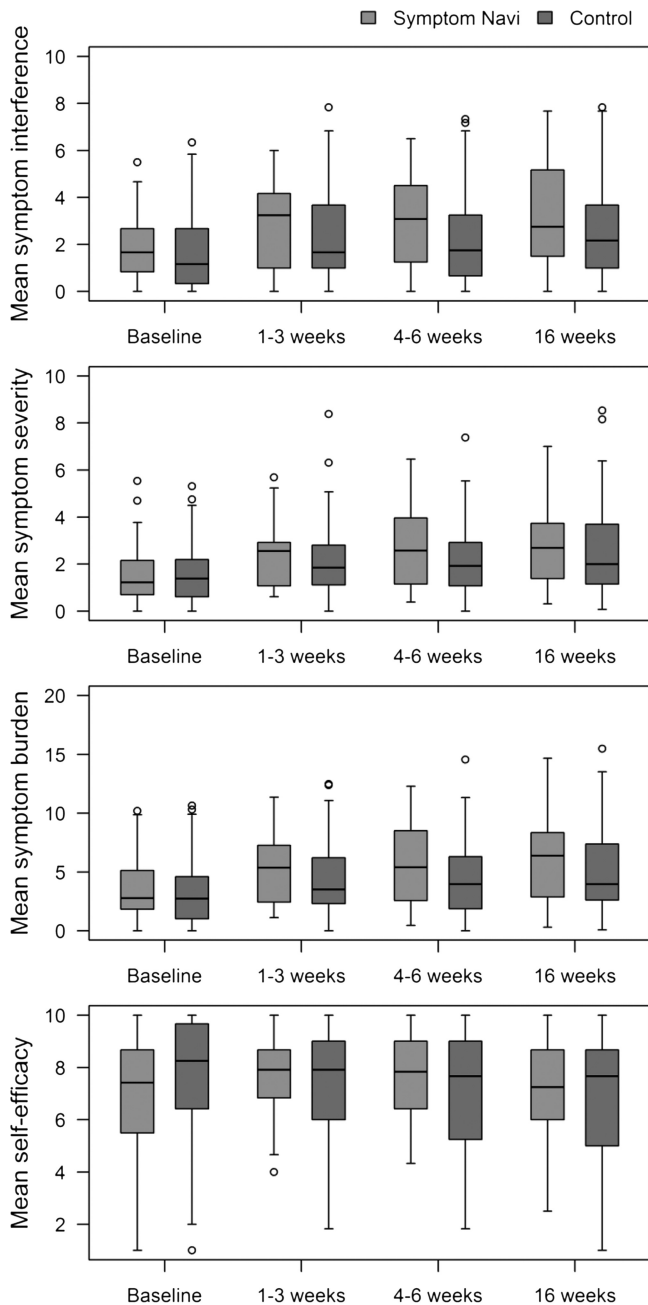 Symptom Navi Control
Mean symptom interference
10
8
6
4
2
0
Baseline 1-3 weeks 4-6 weeks 16 weeks
Mean symptom severity
10
8
6
4
2
0
Baseline 1-3 weeks 4-6 weeks 16 weeks
Mean symptom burden
20
15
10
5
0
Baseline 1-3 weeks 4-6 weeks 16 weeks
Mean self-efficacy
10
8
6
4
2
Baseline 1-3 weeks 4-6 weeks 16 weeks